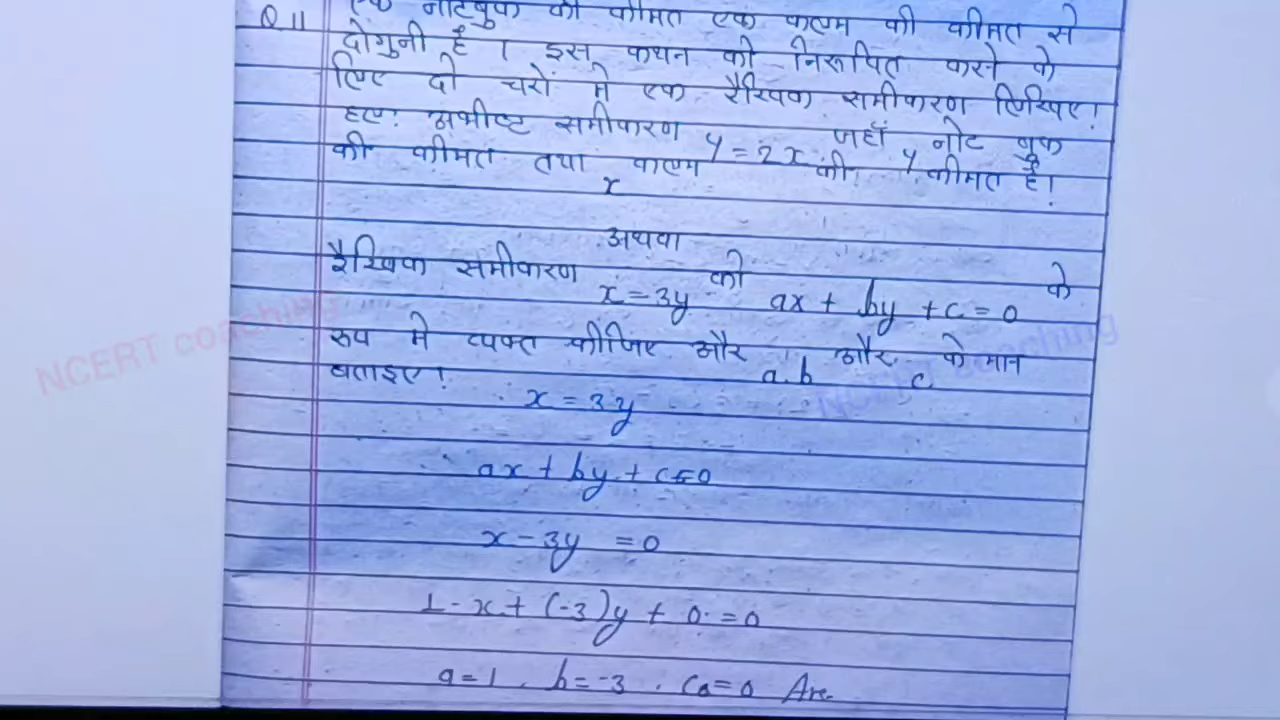 Q 11 एक नोटबुक की कीमत एक कलम की कीमत से
दोगुनी है । इस कथन को निरूपित करने के
लिए दो चरों में एक रैखिक समीकरण लिखिए।
हल: अभीष्ट समीकरण y = 2x जहाँ नोट बुक
की कीमत तथा कलम की y कीमत है।
x
अथवा
रैखिक समीकरण x = 3y को ax + by + c = 0 के
रूप मे व्यक्त कीजिए और a, b और c के मान
बताइए।
x = 3y
ax + by + c = 0
x - 3y = 0
1 - x + (-3)y + 0 = 0
a = 1 , b = -3 , Ca = 0 Ans
NCERT coaching
NCERT coaching